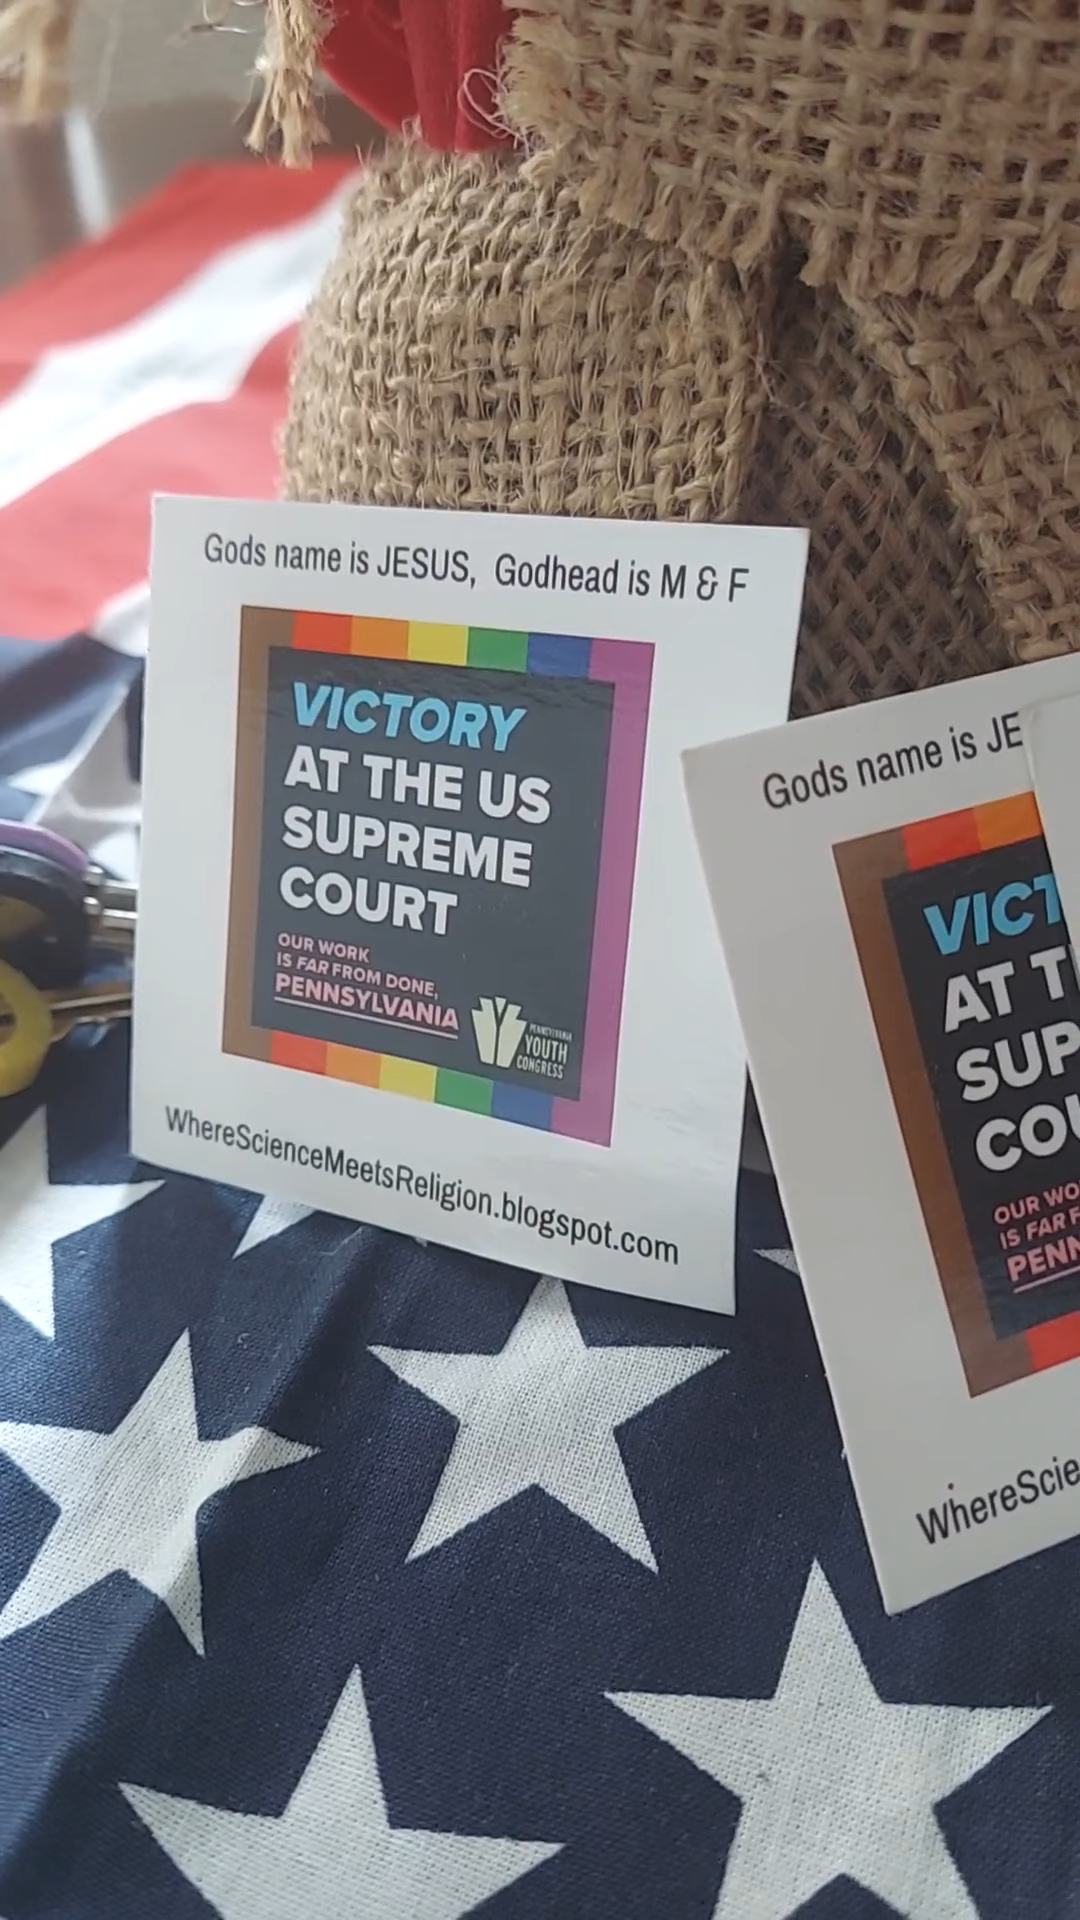 Gods name is JESUS, Godhead is M & F
VICTORY
AT THE US
SUPREME
COURT
OUR WORK
IS FAR FROM DONE,
PENNSYLVANIA
PENNSYLVANIA
YOUTH
CONGRESS
WhereScienceMeetsReligion.blogspot.com
Gods name is JE
VICT
AT T
SUP
COU
OUR WO
IS FAR F
PENN
WhereScie